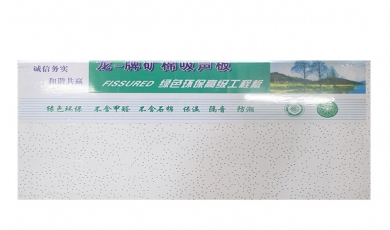 诚信务实
和谐共赢
龙牌矿棉吸声板
FISSURED 绿色环保高级工程板
绿色环保 不含甲醛 不含石棉 保温 隔音 防潮